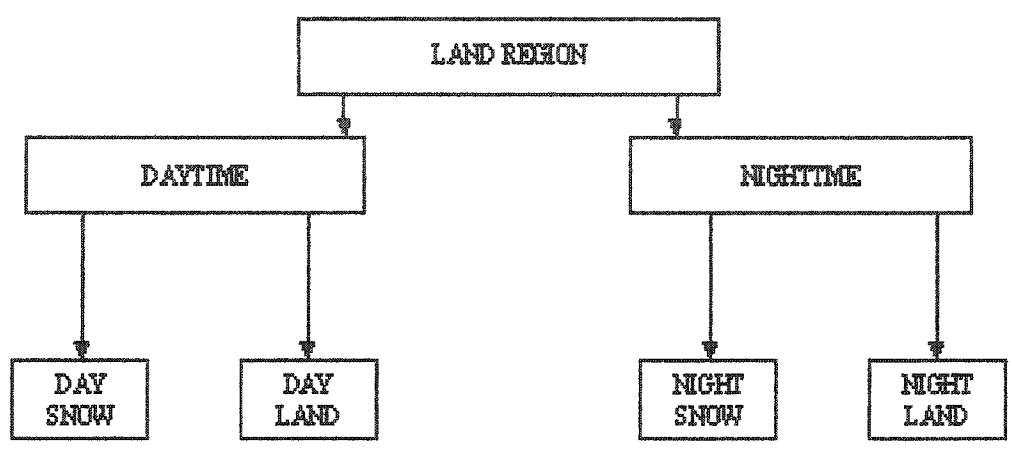 LAND REGION
DAYTIME
NIGHTTIME
DAY
SNOW
DAY
LAND
NIGHT
SNOW
NIGHT
LAND